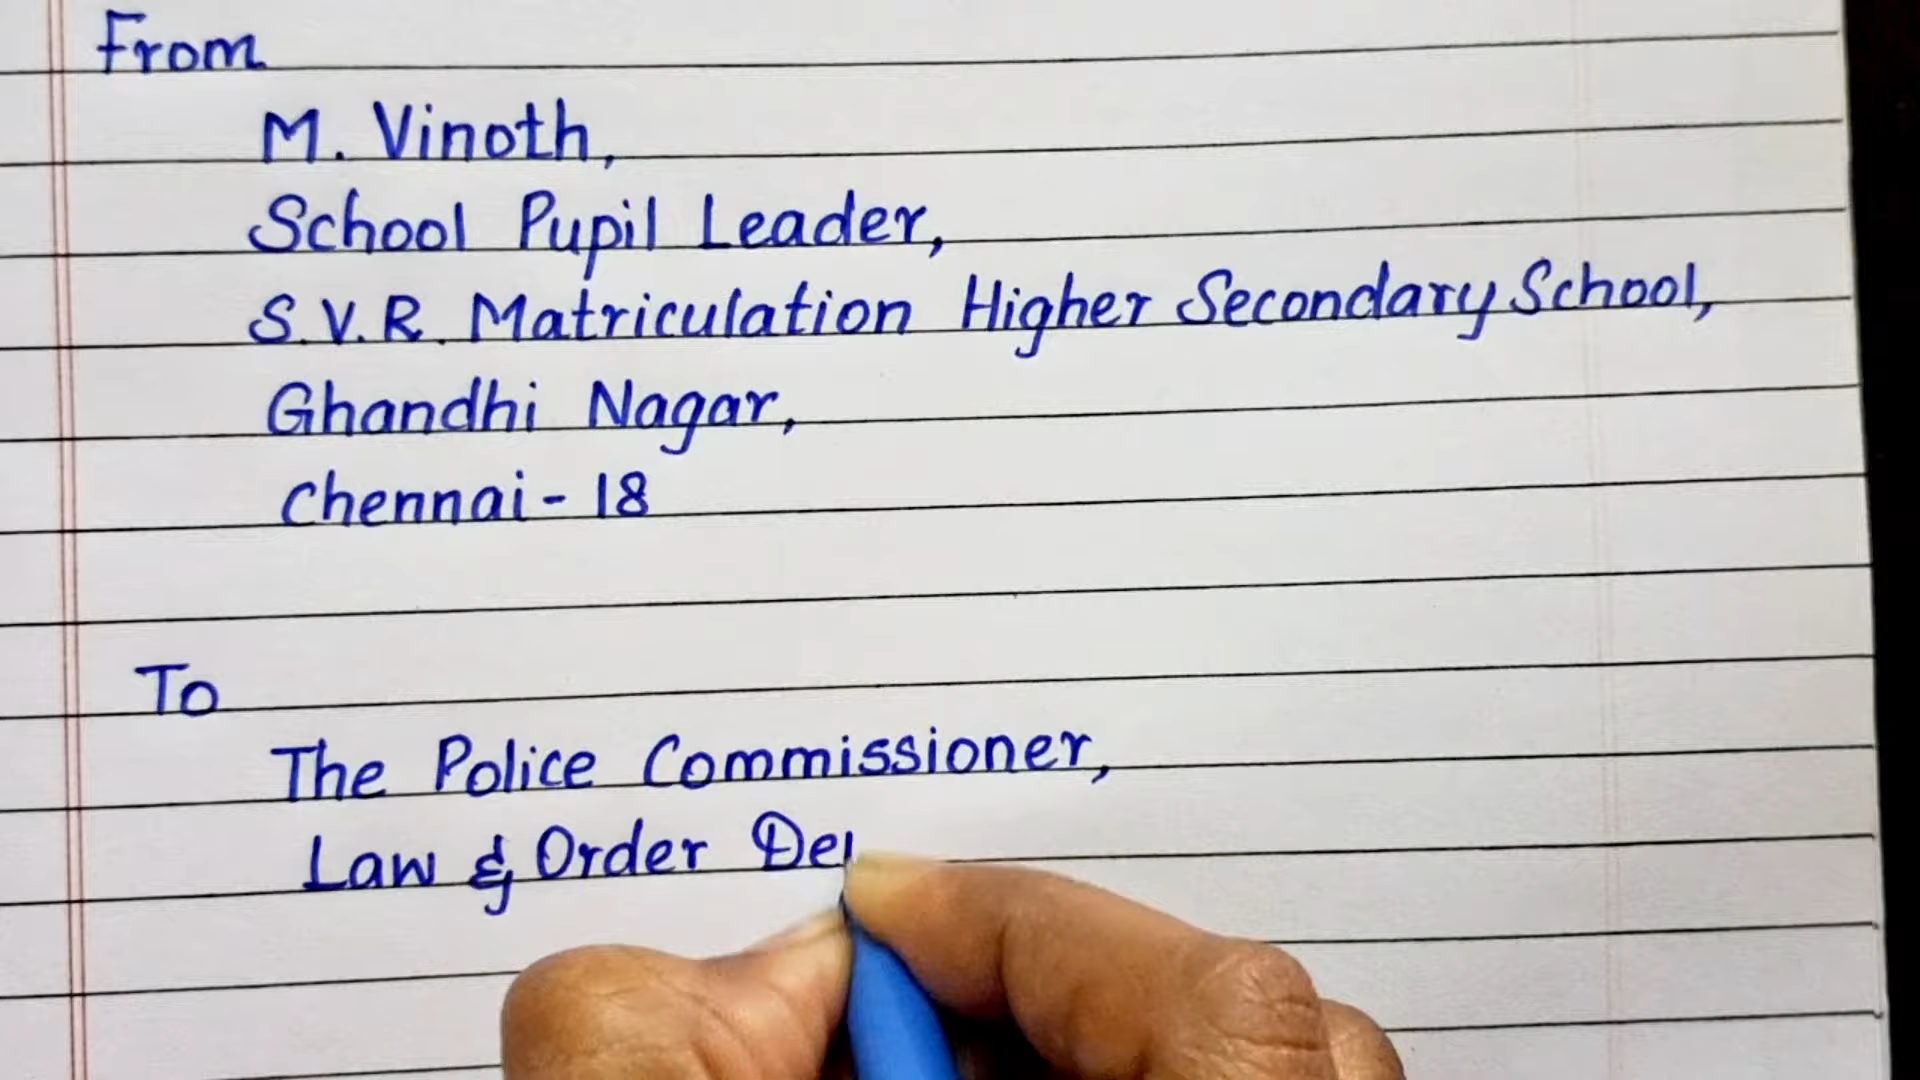 From
M. Vinoth,
School Pupil Leader,
S.V.R. Matriculation Higher Secondary School,
Ghandhi Nagar,
Chennai - 18
To
The Police Commissioner,
Law & Order